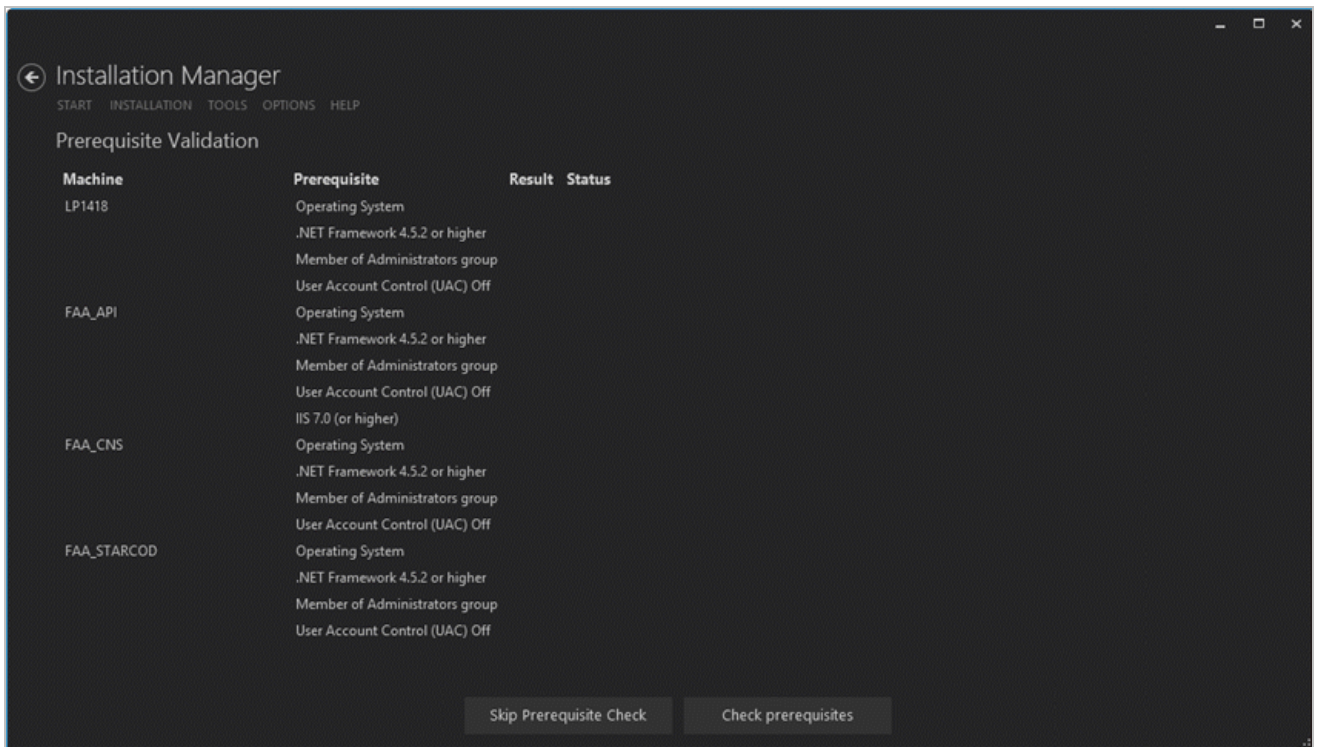 Installation Manager
START INSTALLATION TOOLS OPTIONS HELP
Prerequisite Validation
Machine Prerequisite Result Status
LP1418 Operating System
.NET Framework 4.5.2 or higher
Member of Administrators group
User Account Control (UAC) Off
FAA_API Operating System
.NET Framework 4.5.2 or higher
Member of Administrators group
User Account Control (UAC) Off
IIS 7.0 (or higher)
FAA_CNS Operating System
.NET Framework 4.5.2 or higher
Member of Administrators group
User Account Control (UAC) Off
FAA_STARCOD Operating System
.NET Framework 4.5.2 or higher
Member of Administrators group
User Account Control (UAC) Off
Skip Prerequisite Check Check prerequisites